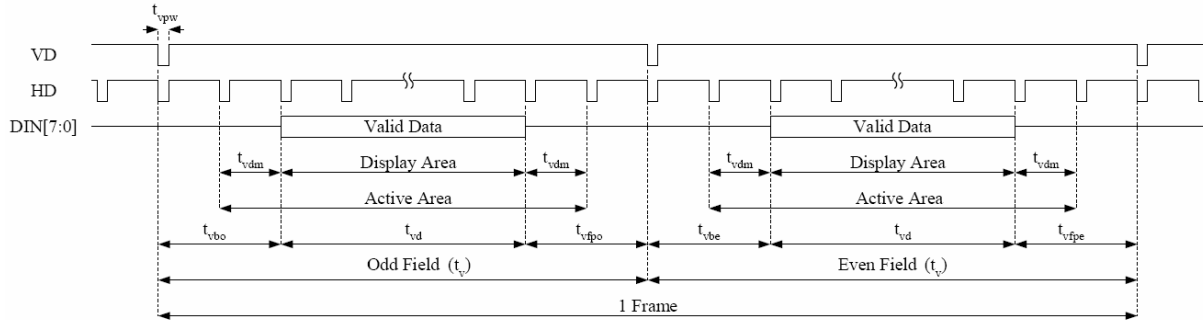 t_vpw
VD
HD
DIN[7:0] Valid Data Valid Data
t_vdm Display Area t_vdm t_vdm Display Area t_vdm
Active Area Active Area
t_vbo t_vd t_vfpo t_vbe t_vd t_vfpe
Odd Field (t_v) Even Field (t_v)
1 Frame